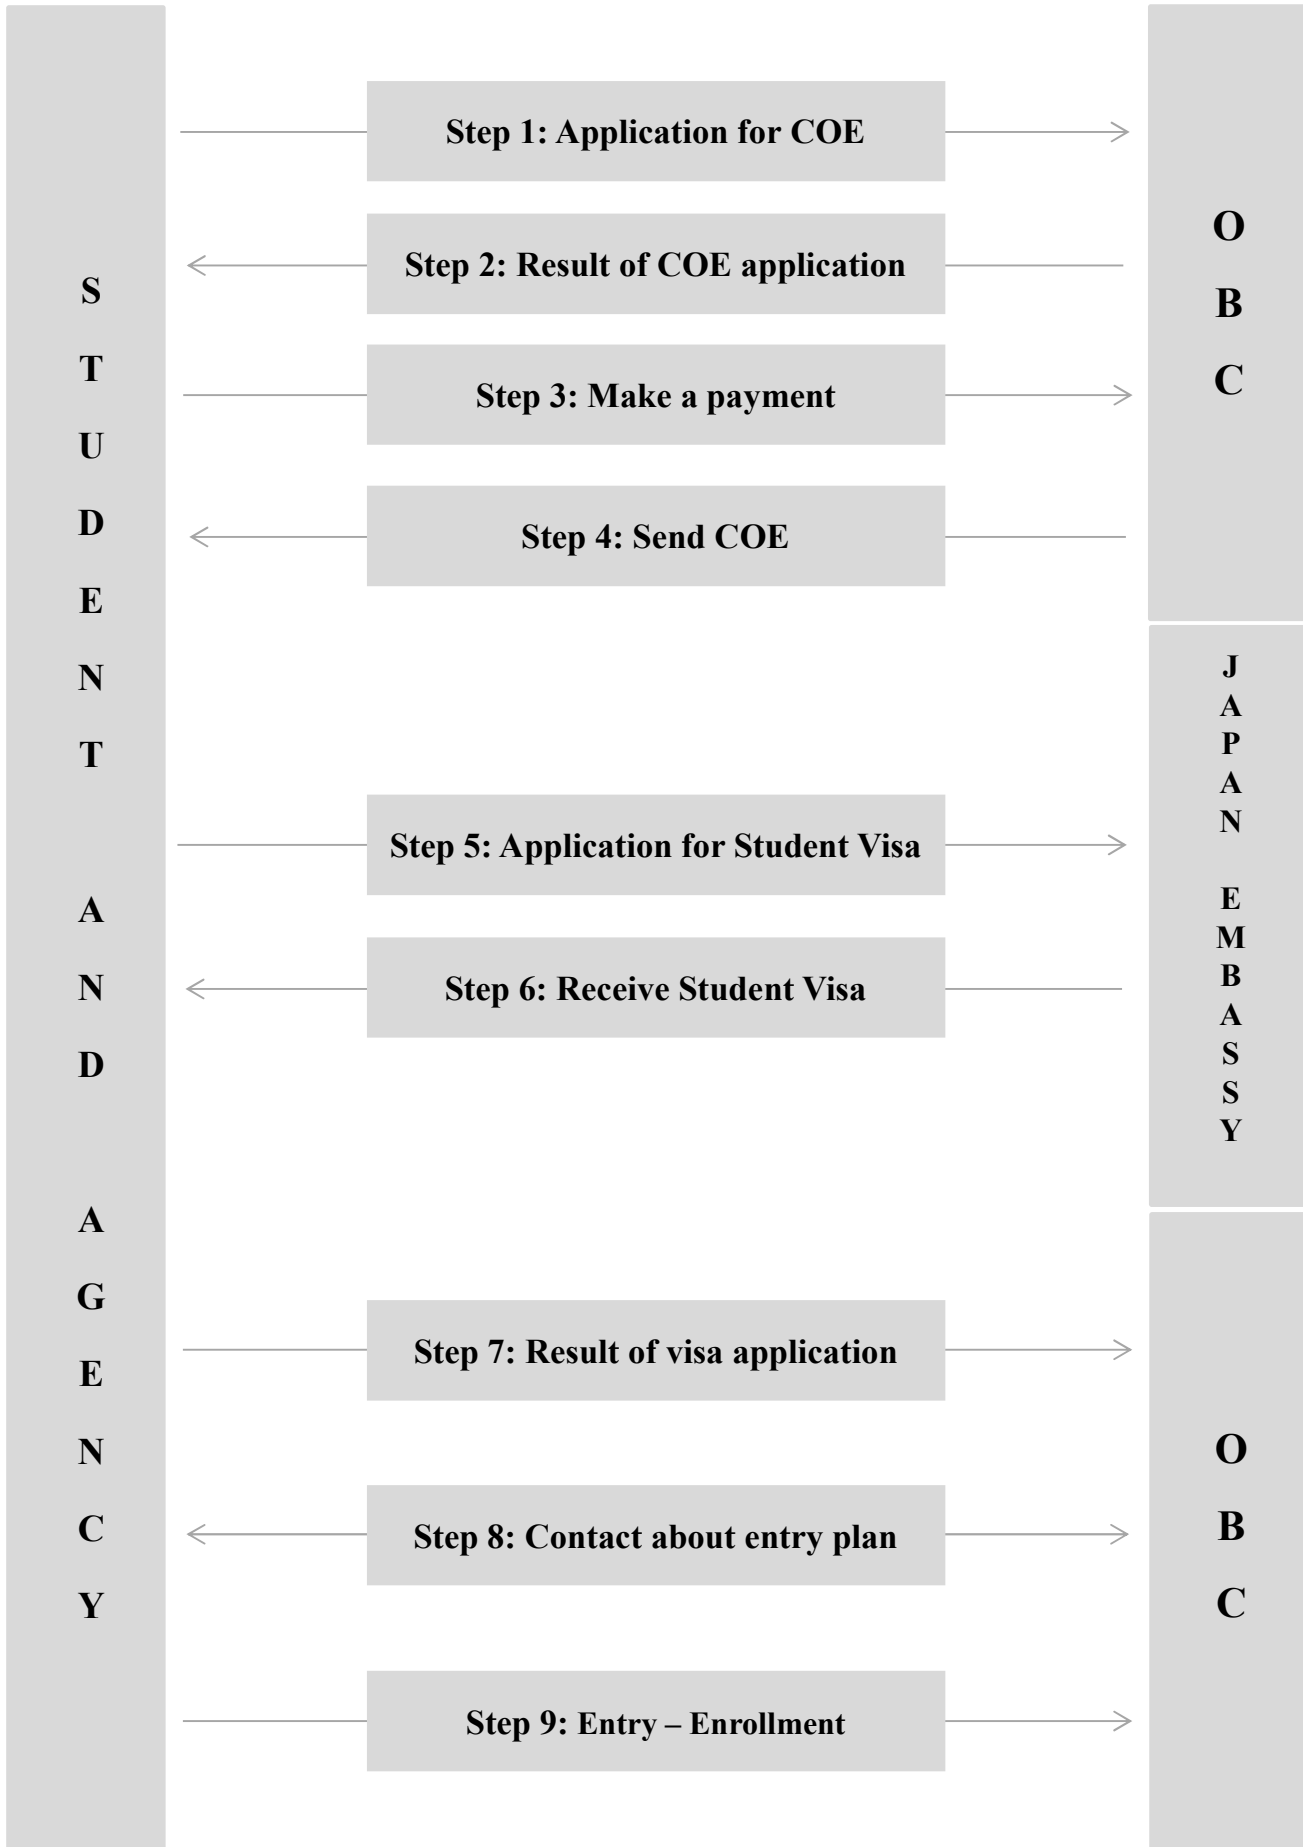 STUDENT AND AGENCY
Step 1: Application for COE
Step 2: Result of COE application
Step 3: Make a payment
Step 4: Send COE
OBC
Step 5: Application for Student Visa
Step 6: Receive Student Visa
JAPAN EMBASSY
Step 7: Result of visa application
Step 8: Contact about entry plan
Step 9: Entry – Enrollment
OBC